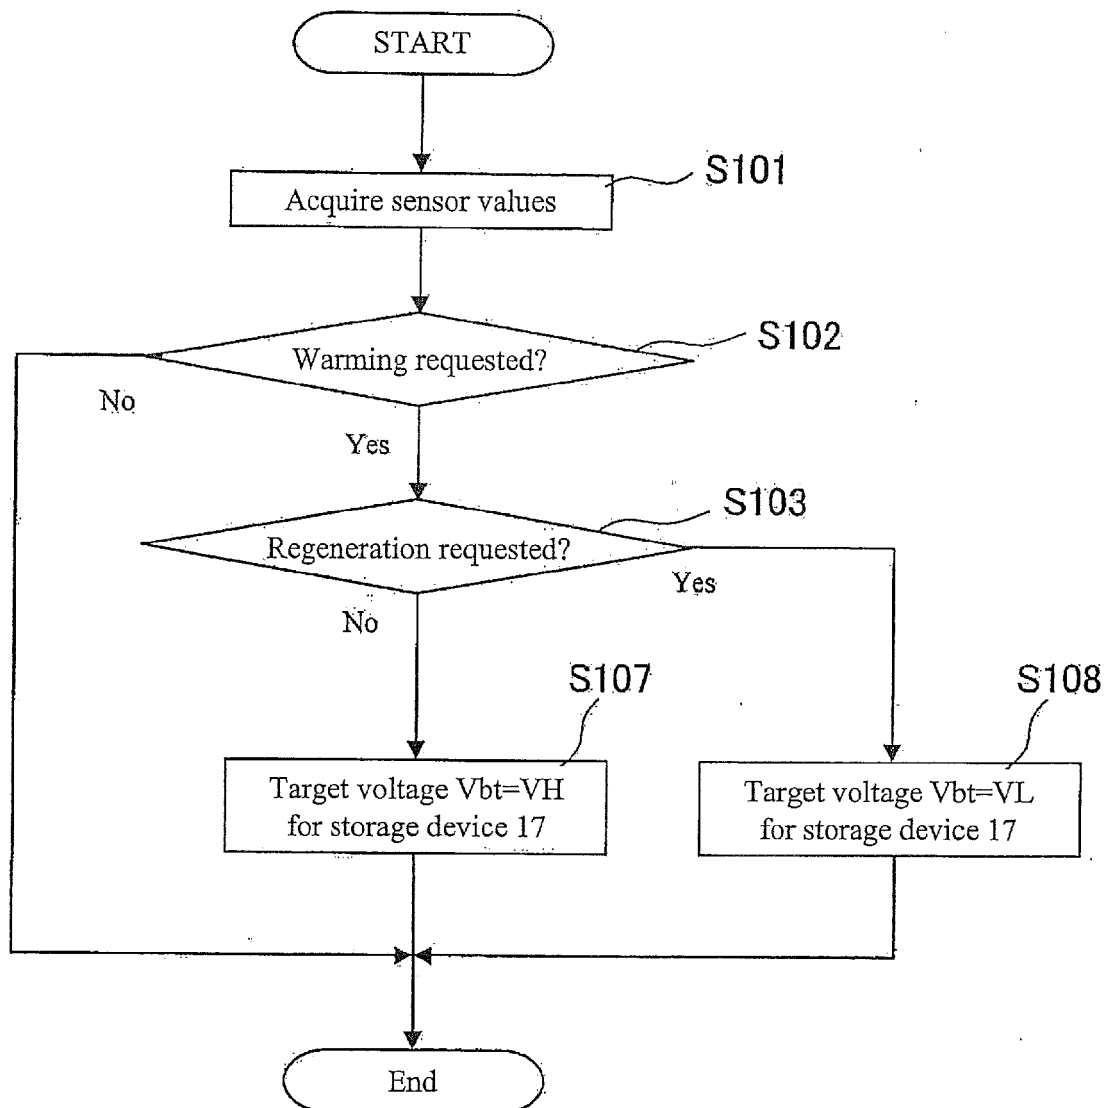 START
S101
Acquire sensor values
S102
Warming requested?
No
Yes
S103
Regeneration requested?
Yes
No
S107
S108
Target voltage Vbt=VH
for storage device 17
Target voltage Vbt=VL
for storage device 17
End